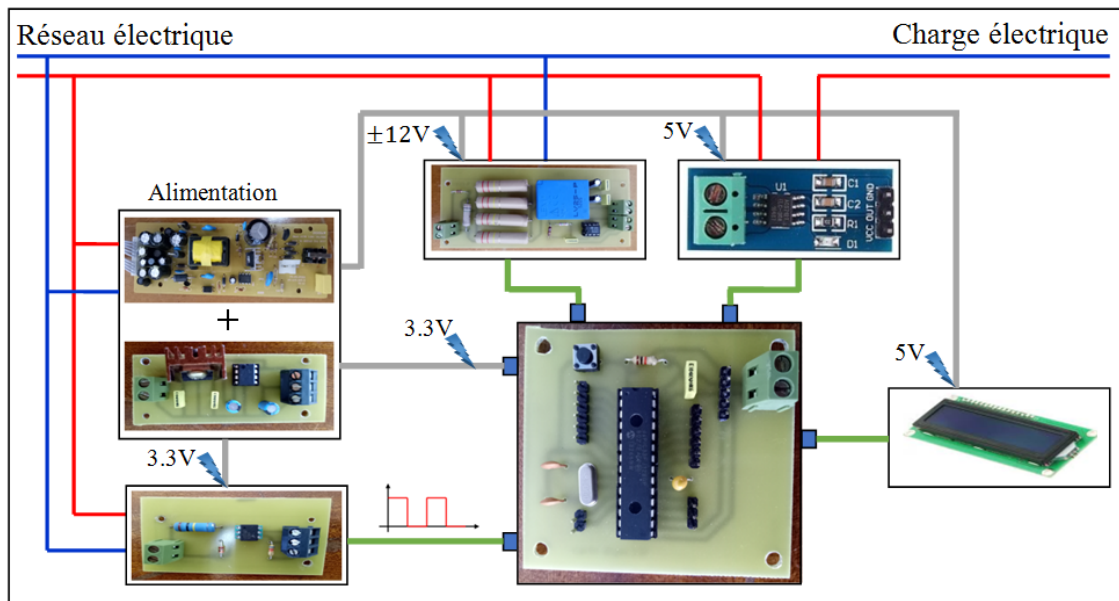 Réseau électrique
Charge électrique
±12V
5V
Alimentation
U1
C1
C2
R1
D1
VCC OUT GND
+
3.3V
5V
3.3V